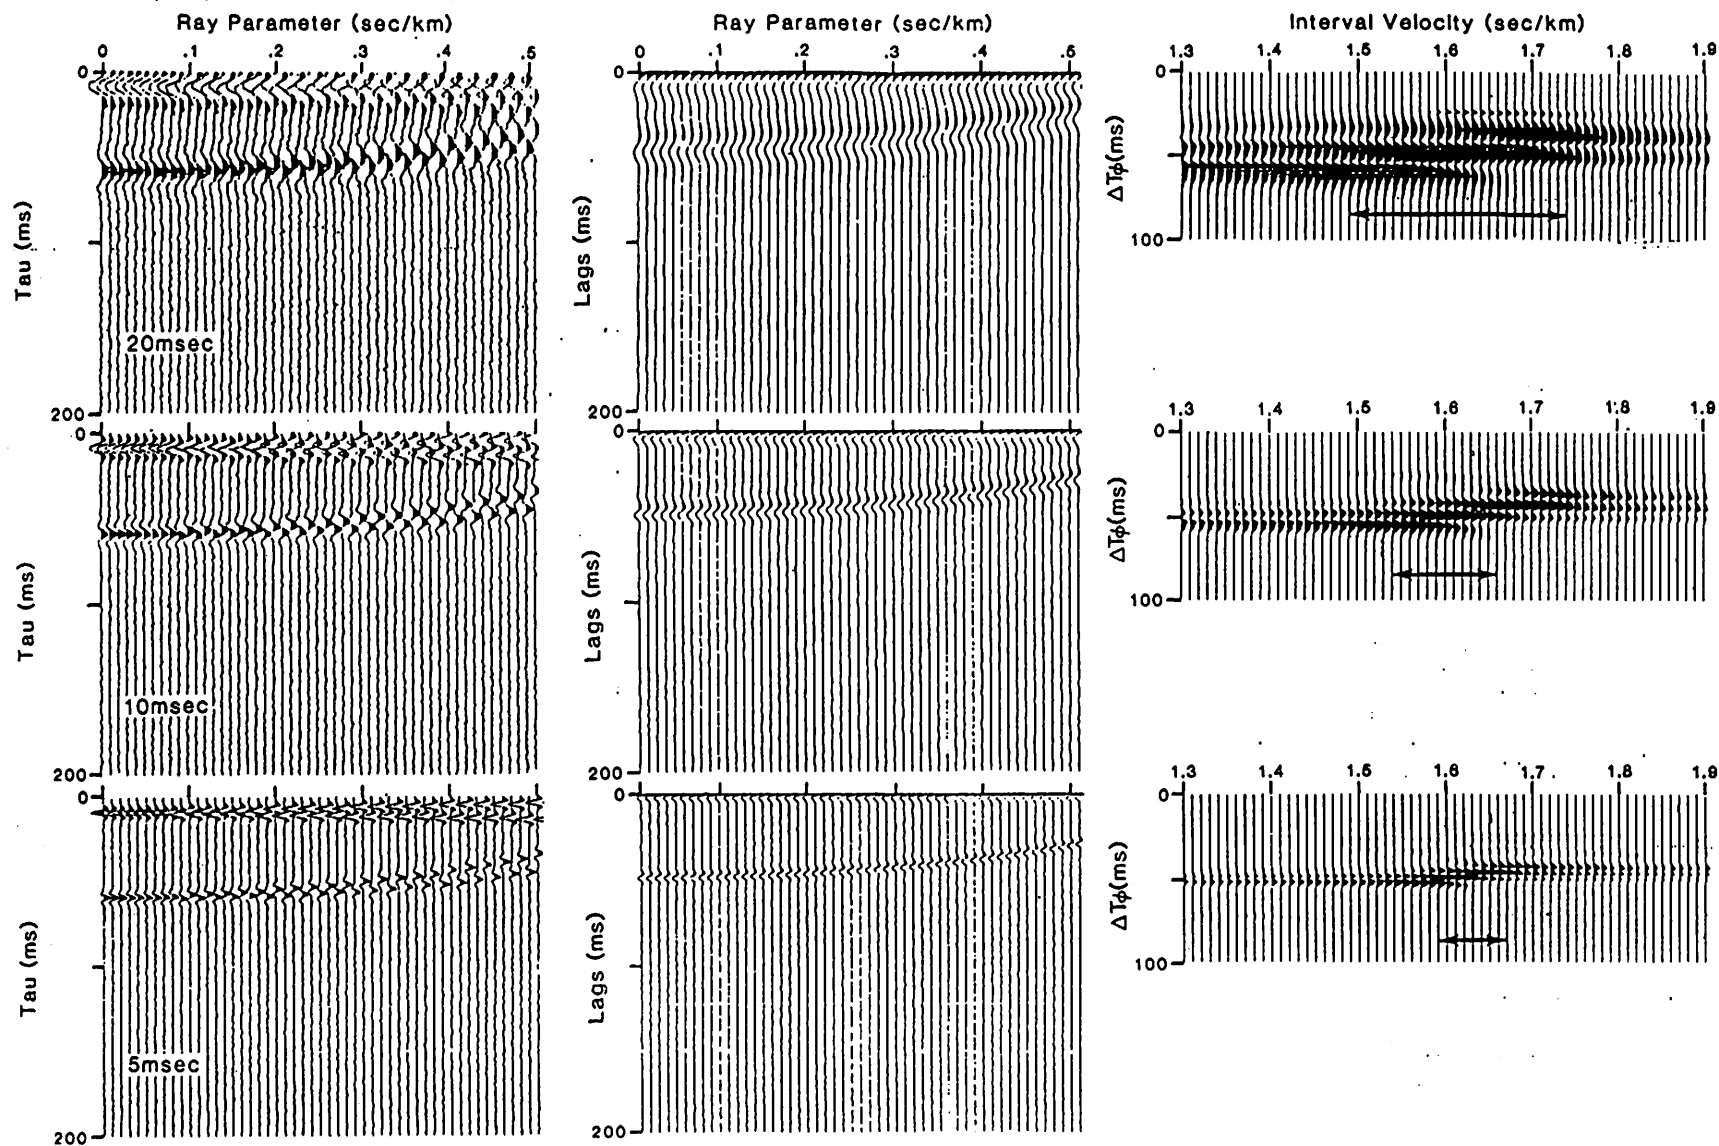 Ray Parameter (sec/km)
0 .1 .2 .3 .4 .5
0
Tau (ms)
20msec
200
0
Tau (ms)
10msec
200
0
Tau (ms)
5msec
200
Ray Parameter (sec/km)
0 .1 .2 .3 .4 .5
0
Lags (ms)
200
0
Lags (ms)
200
0
Lags (ms)
200
Interval Velocity (sec/km)
1.3 1.4 1.5 1.6 1.7 1.8 1.9
0
ΔTϕ(ms)
100
1.3 1.4 1.5 1.6 1.7 1.8 1.9
0
ΔTϕ(ms)
100
1.3 1.4 1.5 1.6 1.7 1.8 1.9
0
ΔTϕ(ms)
100